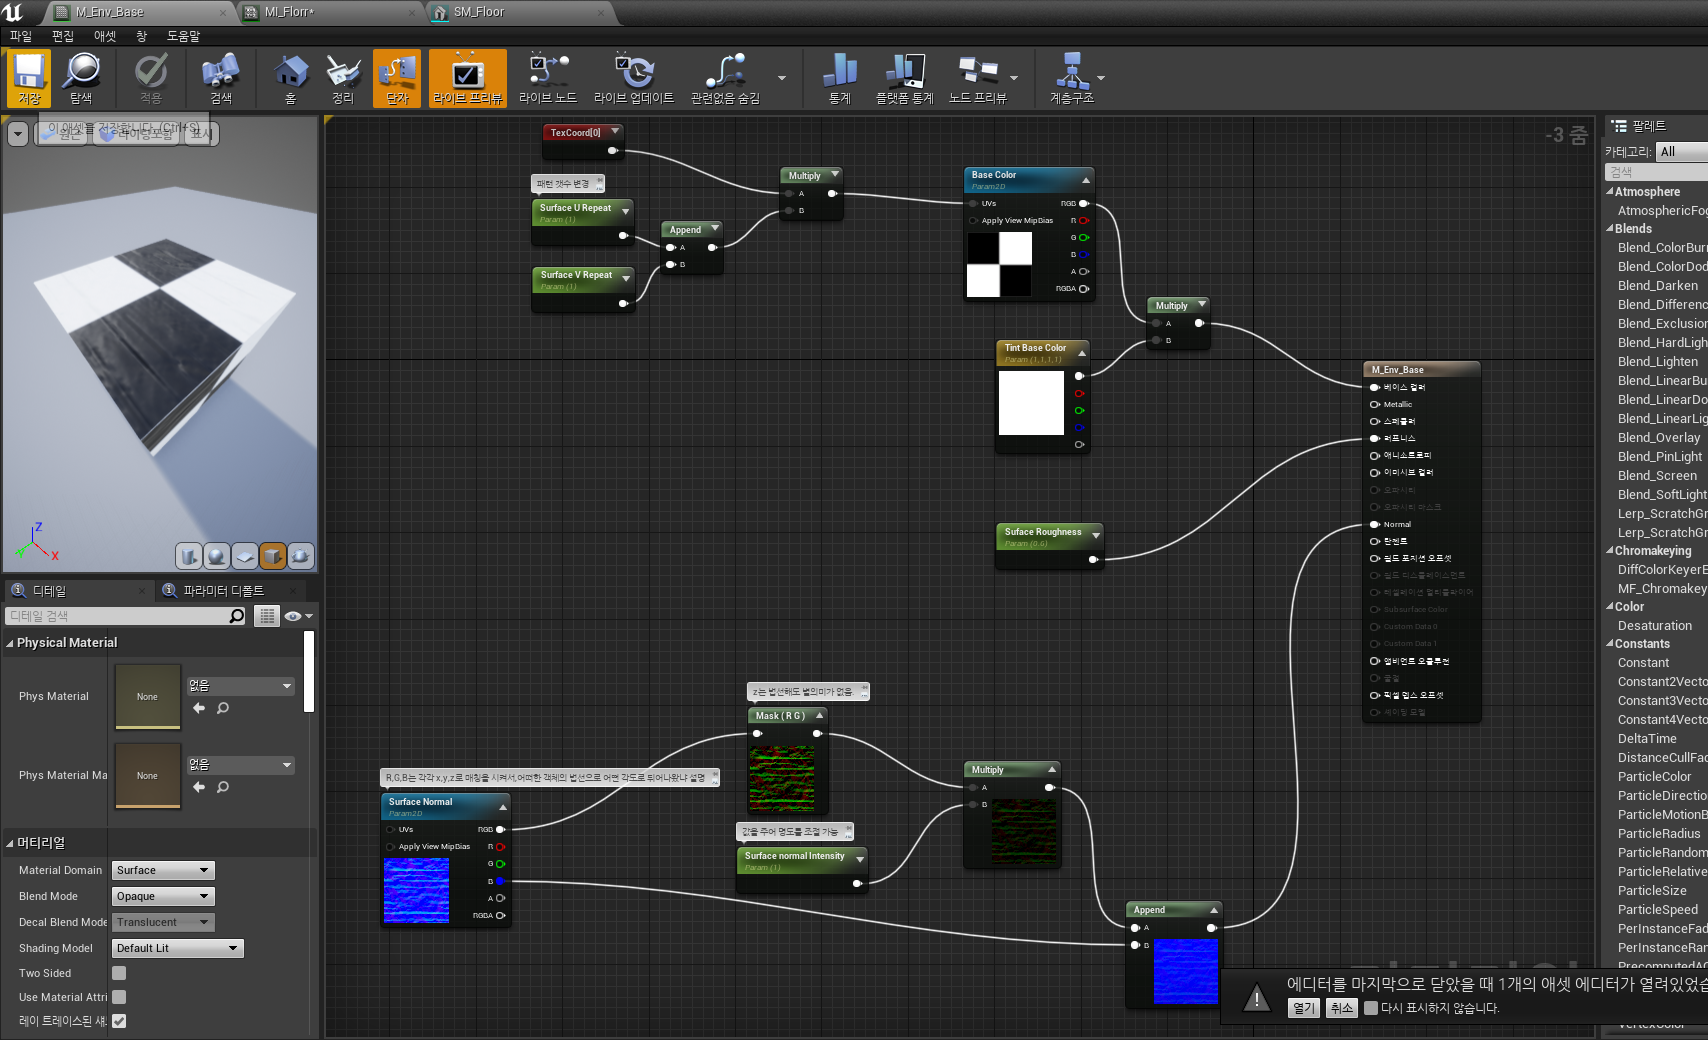 M_Env_Base
MI_Florr*
SM_Floor
파일 편집 애셋 창 도움말
저장
탐색
적용
검색
홈
정리
단자
라이브 프리뷰
라이브 노드
라이브 업데이트
관련없음 숨김
통계
플랫폼 통계
노드 프리뷰
계층구조
이 애셋을 저장합니다. (Ctrl+S)
표시
Z
X
디테일
파라미터 디폴트
디테일 검색
Physical Material
Phys Material
None
없음
Phys Material Ma
None
없음
머티리얼
Material Domain
Surface
Blend Mode
Opaque
Decal Blend Mode
Translucent
Shading Model
Default Lit
Two Sided
Use Material Attri
레이 트레이스된 섀
-3 줌
TexCoord[0]
패턴 갯수 변경
Surface U Repeat
Param (1)
Surface V Repeat
Param (1)
Append
A
B
Multiply
A
B
Base Color
Param2D
UVs
RGB
Apply View MipBias
R
G
B
A
RGBA
Multiply
A
B
Tint Base Color
Param (1,1,1,1)
Suface Roughness
Param (0.6)
M_Env_Base
베이스 컬러
Metallic
스페큘러
러프니스
애니소트로피
이미시브 컬러
오파시티
오파시티 마스크
Normal
탄젠트
월드 포지션 오프셋
월드 디스플레이스먼트
테셀레이션 멀티플라이어
Subsurface Color
Custom Data 0
Custom Data 1
앰비언트 오클루전
굴절
픽셀 뎁스 오프셋
셰이딩 모델
z는 법선해도 별의미가 없음.
Mask ( R G )
R,G,B는 각각 x,y,z로 매칭을 시켜서,어떠한 객체의 법선으로 어떤 각도로 튀어나왔나 설명
Surface Normal
Param2D
UVs
RGB
Apply View MipBias
R
G
B
A
RGBA
값을 주어 명도를 조절 가능
Surface normal Intensity
Param (1)
Multiply
A
B
Append
A
B
에디터를 마지막으로 닫았을 때 1개의 애셋 에디터가 열려있었습
열기
취소
다시 표시하지 않습니다.
팔레트
카테고리:
All
검색
Atmosphere
AtmosphericFog
Blends
Blend_ColorBurn
Blend_ColorDod
Blend_Darken
Blend_Differenc
Blend_Exclusion
Blend_HardLigh
Blend_Lighten
Blend_LinearBu
Blend_LinearDo
Blend_LinearLig
Blend_Overlay
Blend_PinLight
Blend_Screen
Blend_SoftLight
Lerp_ScratchGr
Lerp_ScratchGr
Chromakeying
DiffColorKeyerE
MF_Chromakey
Color
Desaturation
Constants
Constant
Constant2Vecto
Constant3Vecto
Constant4Vecto
DeltaTime
DistanceCullFad
ParticleColor
ParticleDirectio
ParticleMotionB
ParticleRadius
ParticleRandom
ParticleRelative
ParticleSize
ParticleSpeed
PerInstanceFad
PerInstanceRan
PrecomputedAO
VertexColor